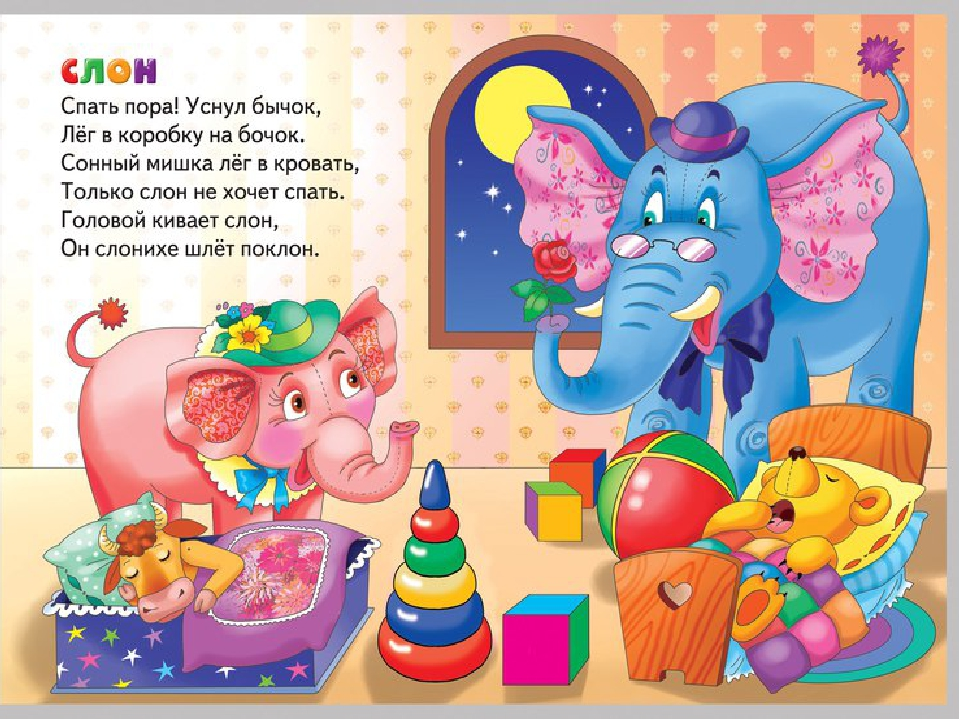 СЛОН
Спать пора! Уснул бычок,
Лёг в коробку на бочок.
Сонный мишка лёг в кровать,
Только слон не хочет спать.
Головой кивает слон,
Он слонихе шлёт поклон.